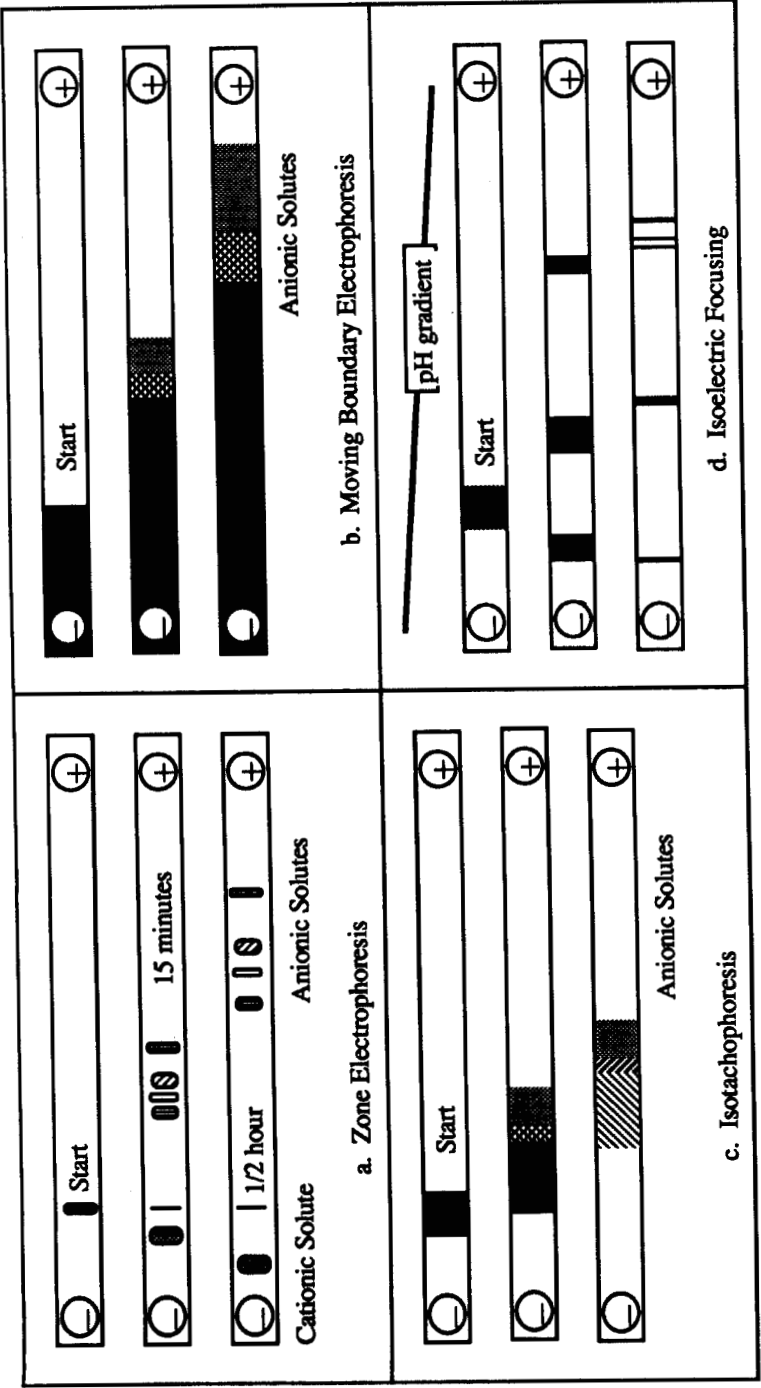 Start
15 minutes
1/2 hour
Cationic Solute Anionic Solutes
a. Zone Electrophoresis
Start
Anionic Solutes
b. Moving Boundary Electrophoresis
Start
Anionic Solutes
c. Isotachophoresis
pH gradient
Start
d. Isoelectric Focusing